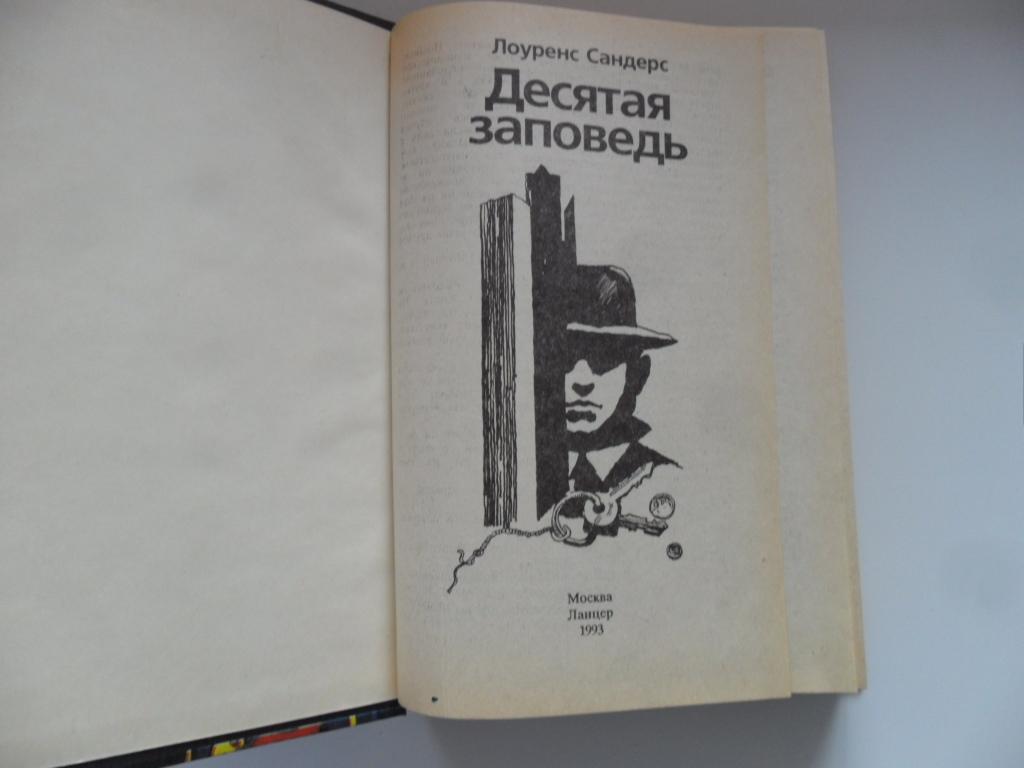 Лоуренс Сандерс
Десятая
заповедь
Москва
Ланцер
1993